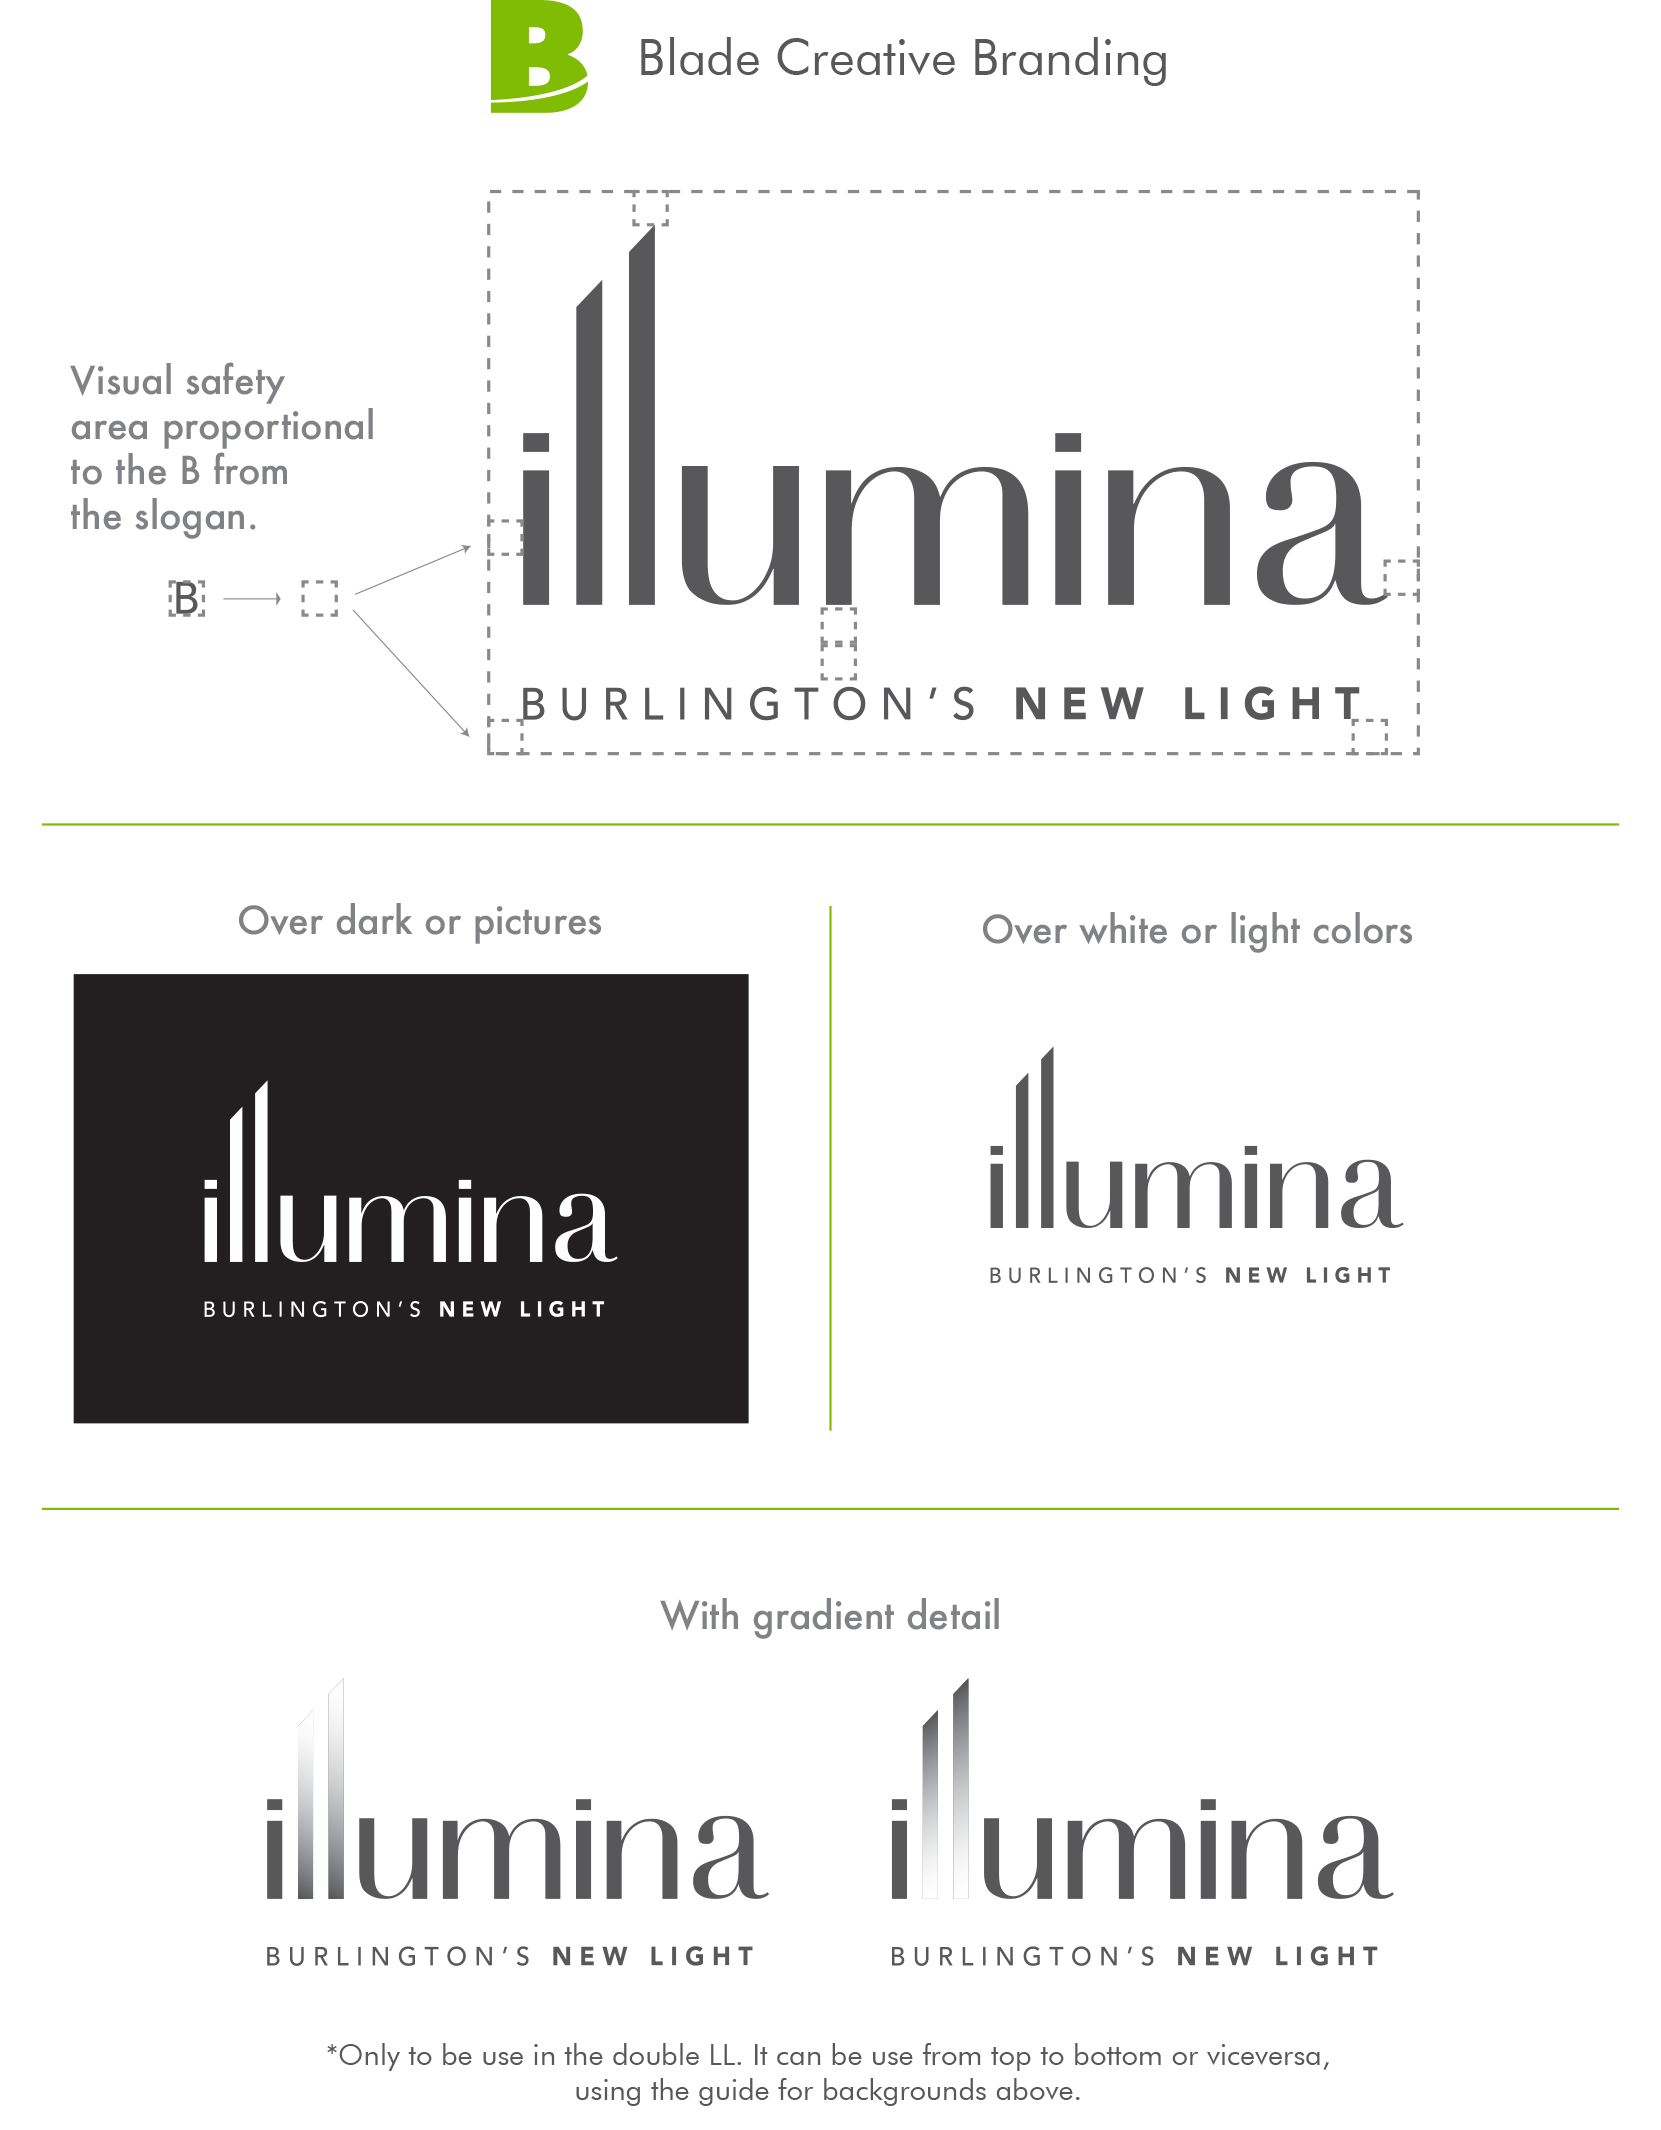 B Blade Creative Branding
Visual safety
area proportional
to the B from
the slogan.
B
illumina
BURLINGTON’S NEW LIGHT
Over dark or pictures
illumina
BURLINGTON’S NEW LIGHT
Over white or light colors
illumina
BURLINGTON’S NEW LIGHT
With gradient detail
illumina
BURLINGTON’S NEW LIGHT
illumina
BURLINGTON’S NEW LIGHT
*Only to be use in the double LL. It can be use from top to bottom or viceversa,
using the guide for backgrounds above.